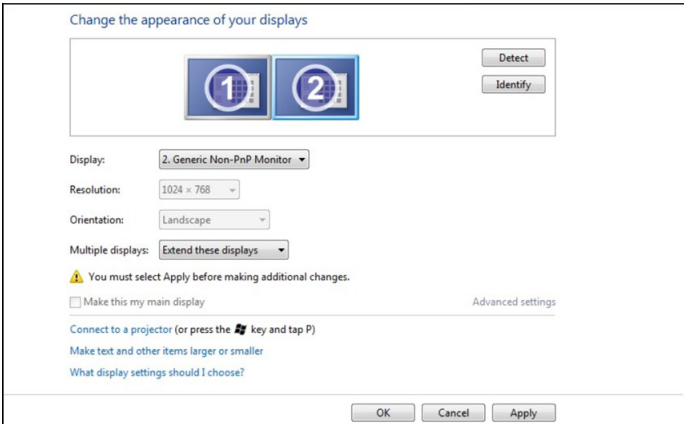 Change the appearance of your displays
1
2
Detect
Identify
Display:
2. Generic Non-PnP Monitor
Resolution:
1024 × 768
Orientation:
Landscape
Multiple displays:
Extend these displays
You must select Apply before making additional changes.
Make this my main display
Advanced settings
Connect to a projector (or press the key and tap P)
Make text and other items larger or smaller
What display settings should I choose?
OK
Cancel
Apply